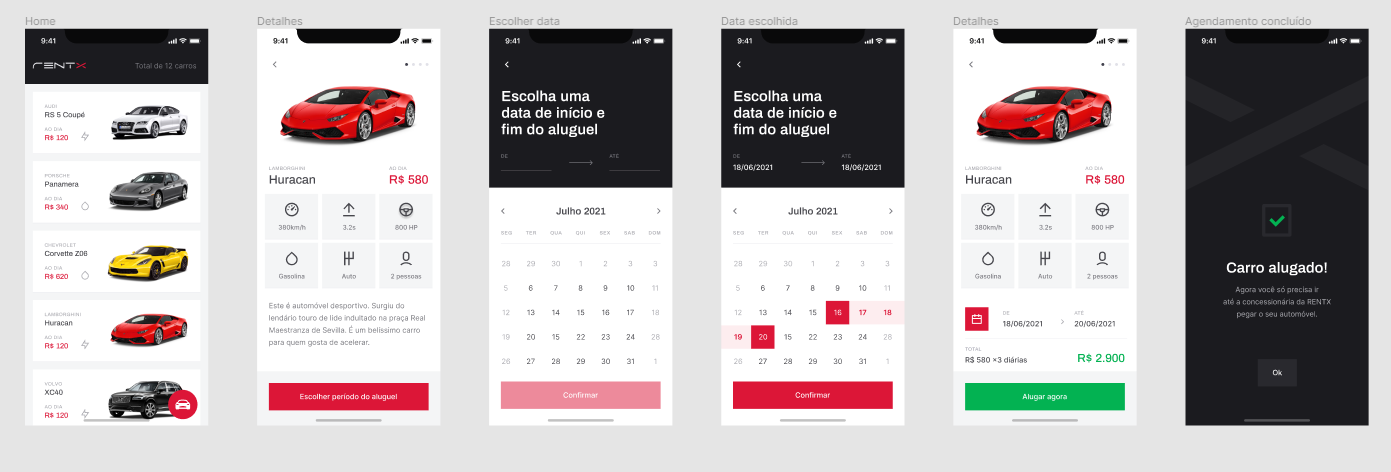 Home
9:41
RENTX
Total de 12 carros
AUDI
RS 5 Coupé
AO DIA
R$ 120
PORSCHE
Panamera
AO DIA
R$ 340
CHEVROLET
Corvette Z06
AO DIA
R$ 620
LAMBORGHINI
Huracan
AO DIA
R$ 120
VOLVO
XC40
AO DIA
R$ 120
Detalhes
9:41
LAMBORGHINI
Huracan
AO DIA
R$ 580
380km/h
3.2s
800 HP
Gasolina
Auto
2 pessoas
Este é automóvel desportivo. Surgiu do
lendário touro de lide indultado na praça Real
Maestranza de Sevilla. É um belíssimo carro
para quem gosta de acelerar.
Escolher período do aluguel
Escolher data
9:41
Escolha uma
data de início e
fim do aluguel
DE
ATÉ
Julho 2021
SEG TER QUA QUI SEX SAB DOM
28 29 30 1 2 3 3
5 6 7 8 9 10 11
12 13 14 15 16 17 18
19 20 15 22 23 24 28
26 27 28 29 30 31 1
Confirmar
Data escolhida
9:41
Escolha uma
data de início e
fim do aluguel
DE
18/06/2021
ATÉ
18/06/2021
Julho 2021
SEG TER QUA QUI SEX SAB DOM
28 29 30 1 2 3 3
5 6 7 8 9 10 11
12 13 14 15 16 17 18
19 20 15 22 23 24 28
26 27 28 29 30 31 1
Confirmar
Detalhes
9:41
LAMBORGHINI
Huracan
AO DIA
R$ 580
380km/h
3.2s
800 HP
Gasolina
Auto
2 pessoas
DE
18/06/2021
ATÉ
20/06/2021
TOTAL
R$ 580 ×3 diárias
R$ 2.900
Alugar agora
Agendamento concluído
9:41
Carro alugado!
Agora você só precisa ir
até a concessionária da RENTX
pegar o seu automóvel.
Ok